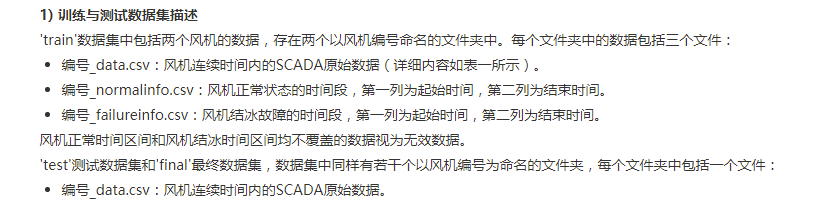 1) 训练与测试数据集描述
'train'数据集中包括两个风机的数据，存在两个以风机编号命名的文件夹中。每个文件夹中的数据包括三个文件：
• 编号_data.csv：风机连续时间内的SCADA原始数据（详细内容如表一所示）。
• 编号_normalinfo.csv：风机正常状态的时间段，第一列为起始时间，第二列为结束时间。
• 编号_failureinfo.csv：风机结冰故障的时间段，第一列为起始时间，第二列为结束时间。
风机正常时间区间和风机结冰时间区间均不覆盖的数据视为无效数据。
'test'测试数据集和'final'最终数据集，数据集中同样有若干个以风机编号为命名的文件夹，每个文件夹中包括一个文件：
• 编号_data.csv：风机连续时间内的SCADA原始数据。